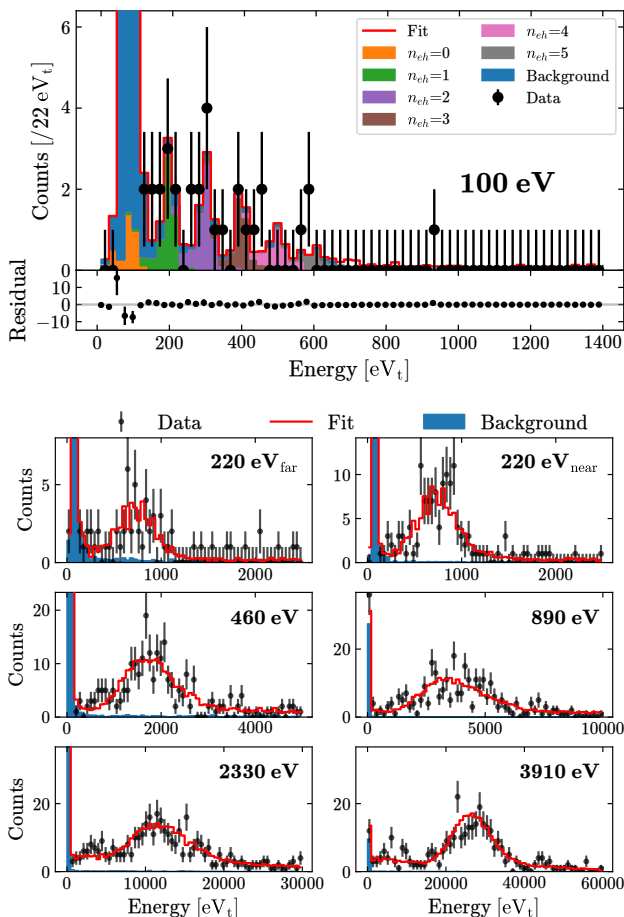 Counts [/22 eV_t]
6
4
2
0
Fit
n_eh=0
n_eh=1
n_eh=2
n_eh=3
n_eh=4
n_eh=5
Background
Data
100 eV
Residual
10
0
−10
0 200 400 600 800 1000 1200 1400
Energy [eV_t]
Data Fit Background
Counts
5
0
220 eV_far
0 1000 2000
10
5
0
220 eV_near
0 1000 2000
Counts
20
10
0
460 eV
0 2000 4000
20
0
890 eV
0 5000 10000
Counts
20
0
2330 eV
0 10000 20000 30000
Energy [eV_t]
20
0
3910 eV
0 20000 40000 60000
Energy [eV_t]